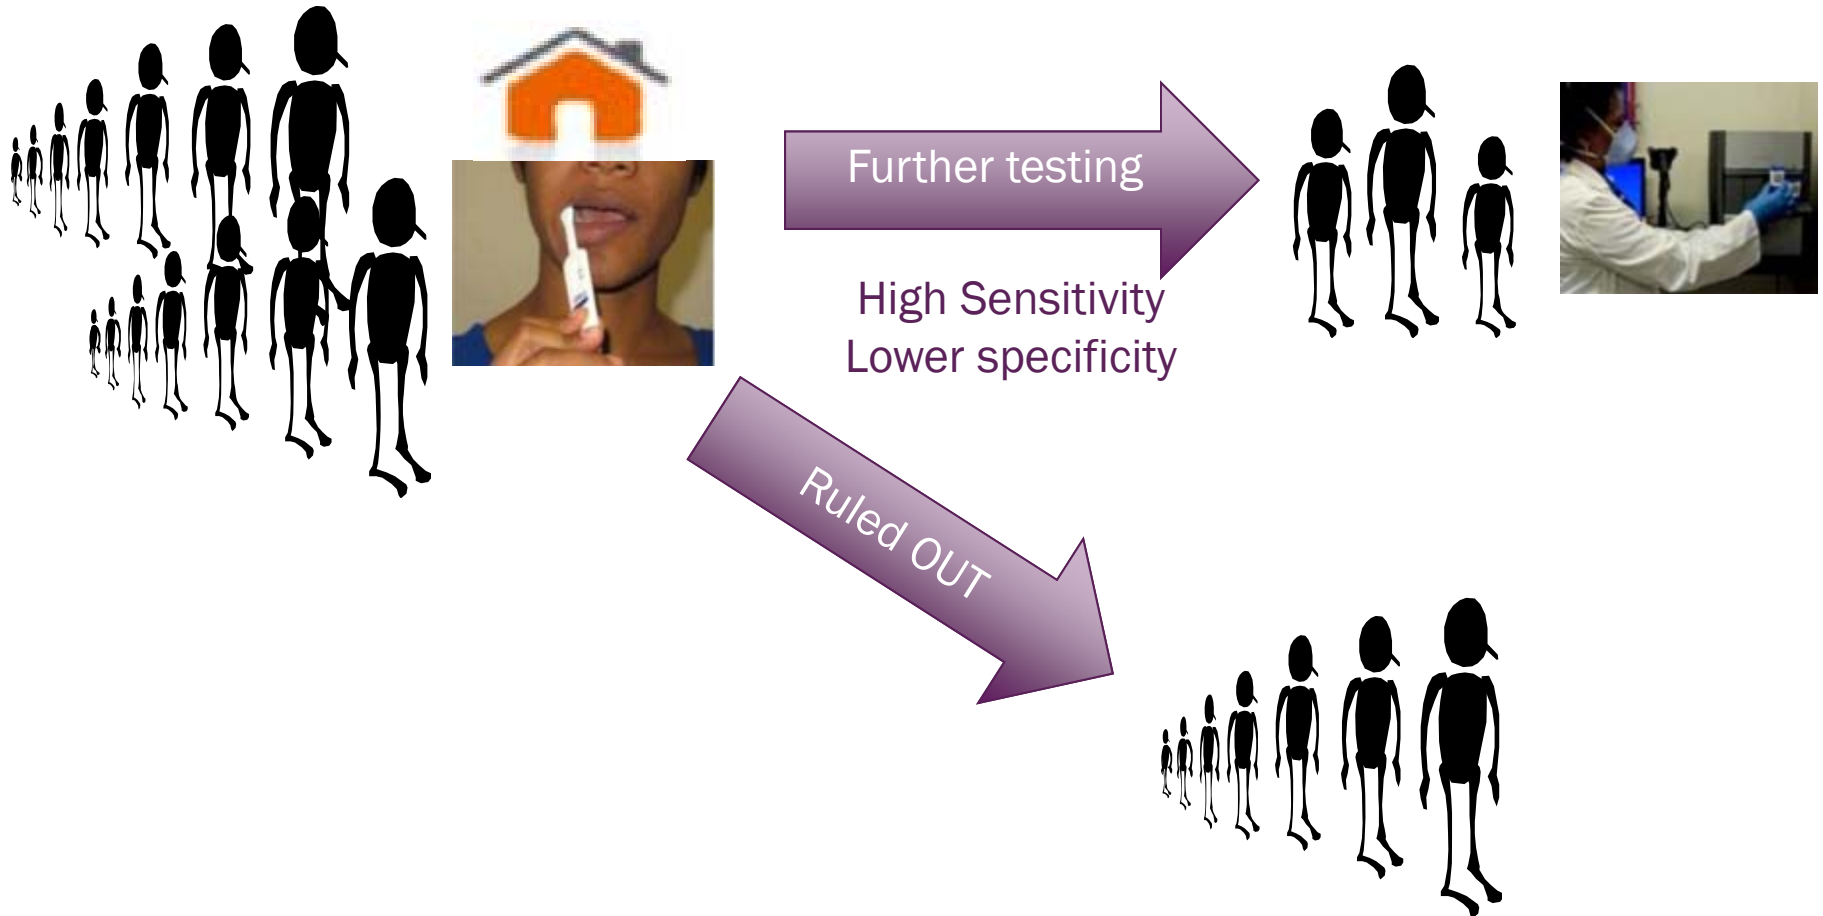 Further testing
High Sensitivity
Lower specificity
Ruled OUT